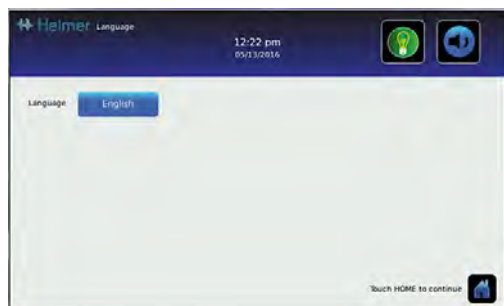 Helmer Language
12:22 pm
05/13/2016
Language English
Touch HOME to continue